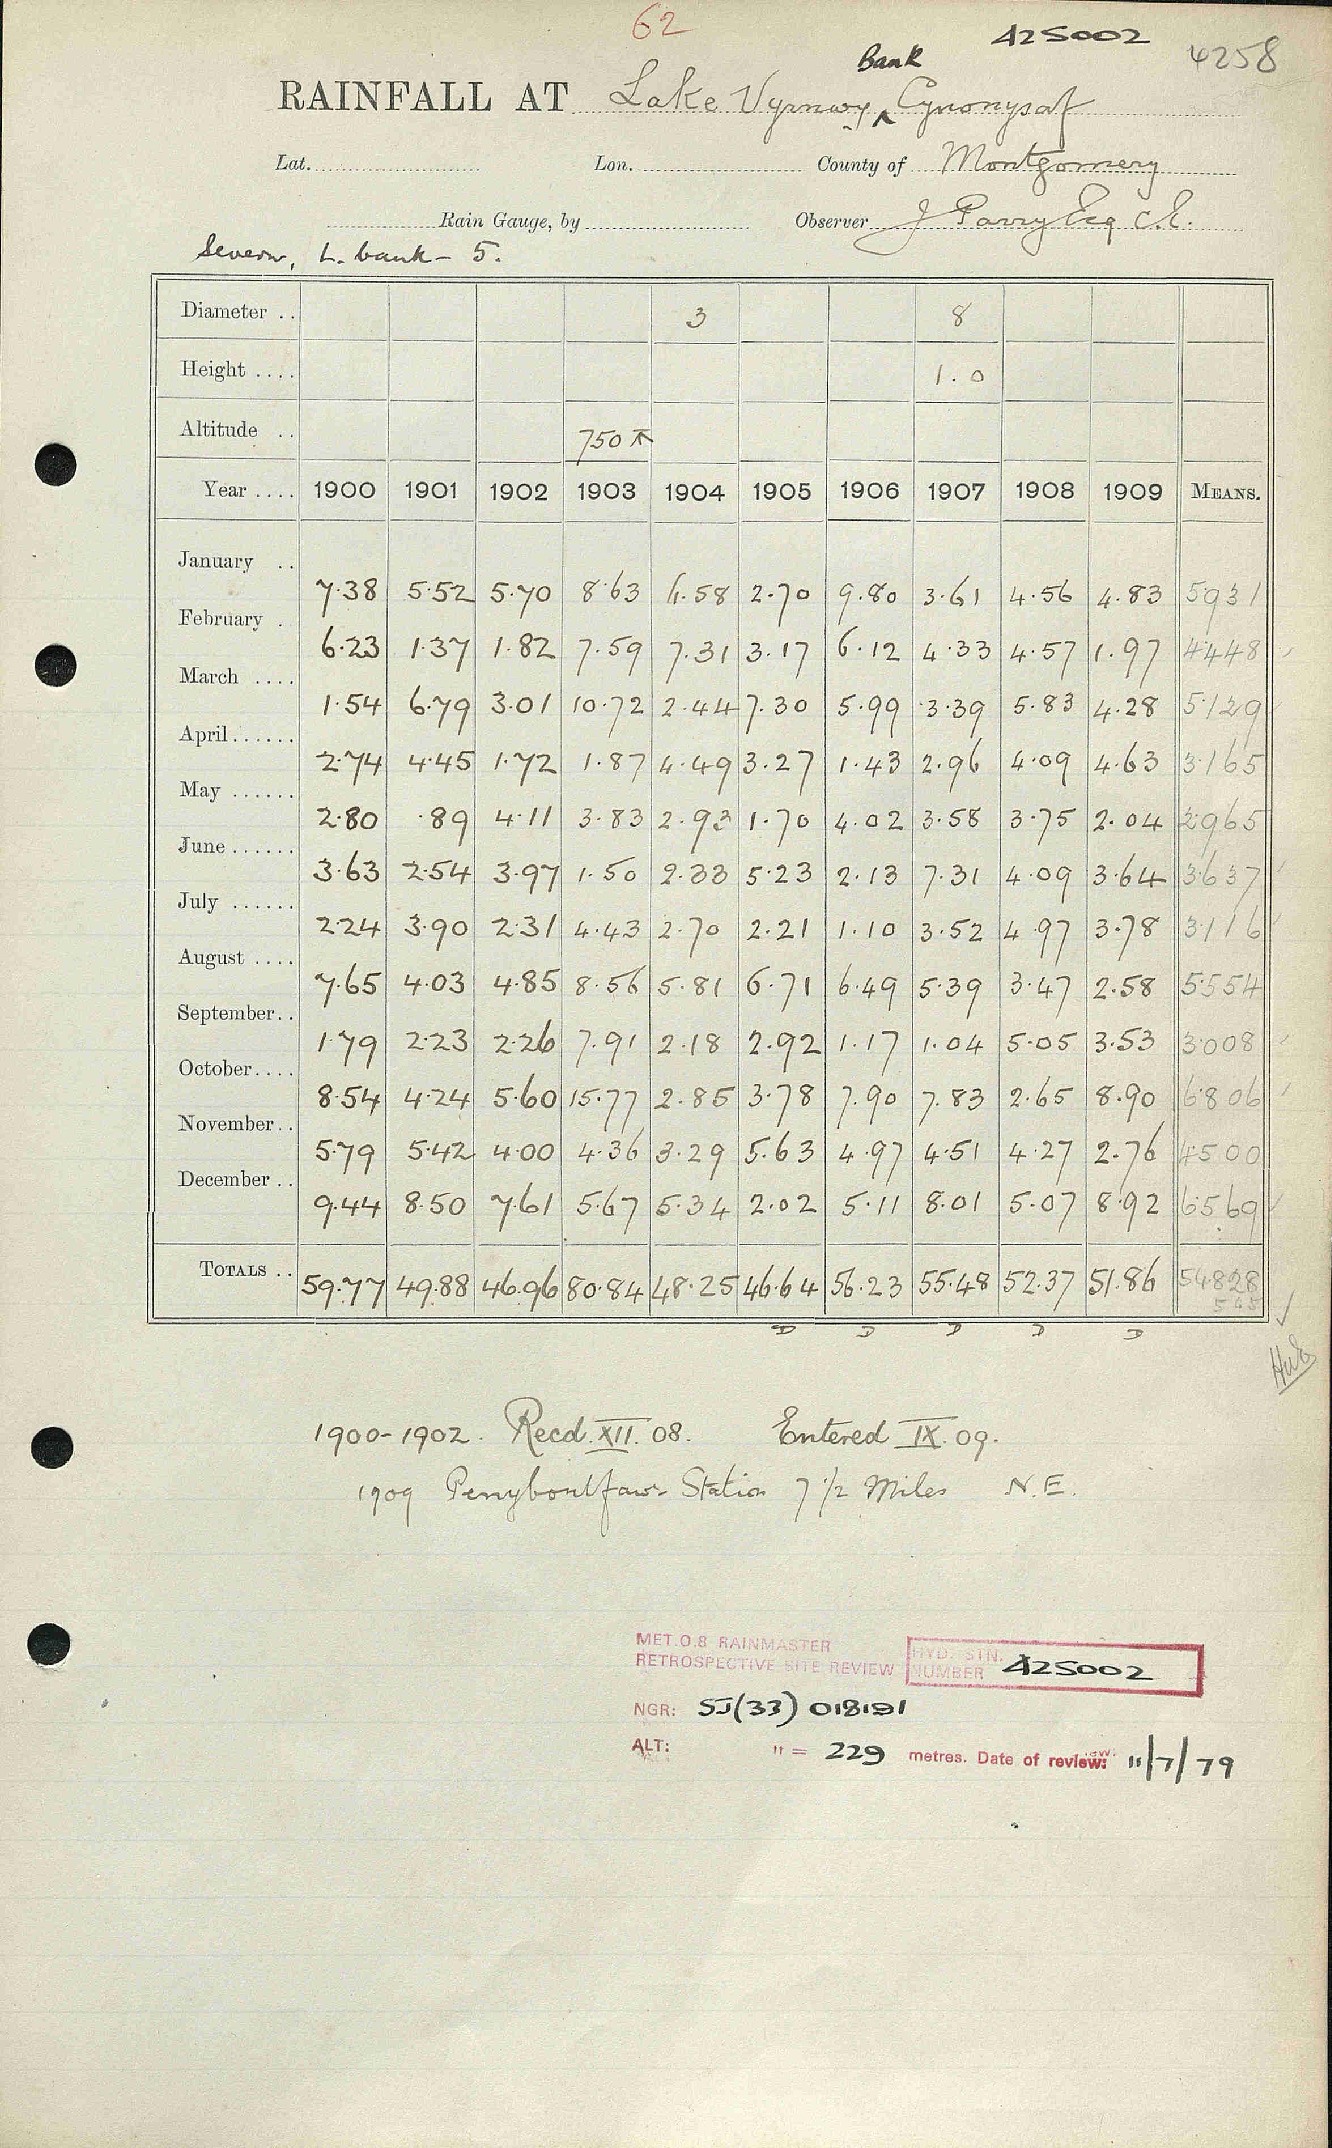 62
42S002
4258
Bank
RAINFALL AT Lake Vyrnwy ^ Cynonysaf
Lat. Lon. County of Montgomery
Rain Gauge, by Observer J Parry Esq C.E.
Severn, L. bank - 5.
Diameter .. 3 8
Height .... 1.0
Altitude .. 750
Year .... 1900 1901 1902 1903 1904 1905 1906 1907 1908 1909 MEANS.
January .. 7.38 5.52 5.70 8.63 6.58 2.70 9.80 3.61 4.56 4.83 5931
February . 6.23 1.37 1.82 7.59 7.31 3.17 6.12 4.33 4.57 1.97 4448
March .... 1.54 6.79 3.01 10.72 2.44 7.30 5.99 3.39 5.83 4.28 5129
April ...... 2.74 4.45 1.72 1.87 4.49 3.27 1.43 2.96 4.09 4.63 3165
May ...... 2.80 .89 4.11 3.83 2.93 1.70 4.02 3.58 3.75 2.04 2965
June ...... 3.63 2.54 3.97 1.50 2.33 5.23 2.13 7.31 4.09 3.64 3637
July ...... 2.24 3.90 2.31 4.43 2.70 2.21 1.10 3.52 4.97 3.78 3116
August .... 7.65 4.03 4.85 8.56 5.81 6.71 6.49 5.39 3.47 2.58 5554
September .. 1.79 2.23 2.26 7.91 2.18 2.92 1.17 1.04 5.05 3.53 3008
October .... 8.54 4.24 5.60 15.77 2.85 3.78 7.90 7.83 2.65 8.90 6806
November .. 5.79 5.42 4.00 4.36 3.29 5.63 4.97 4.51 4.27 2.76 4500
December .. 9.44 8.50 7.61 5.67 5.34 2.02 5.11 8.01 5.07 8.92 6569
TOTALS .. 59.77 49.88 46.96 80.84 48.25 46.64 56.23 55.48 52.37 51.86 54828
D D D D D
1900-1902. Recd. XII. 08. Entered IX. 09.
1909 Penybontfawr Station 7 1/2 Miles N.E.
MET.O.8 RAINMASTER
RETROSPECTIVE SITE REVIEW
HYD. STN. NUMBER 42S002
NGR: SJ(33) 018191
ALT: " = 229 metres. Date of review: 11/7/79